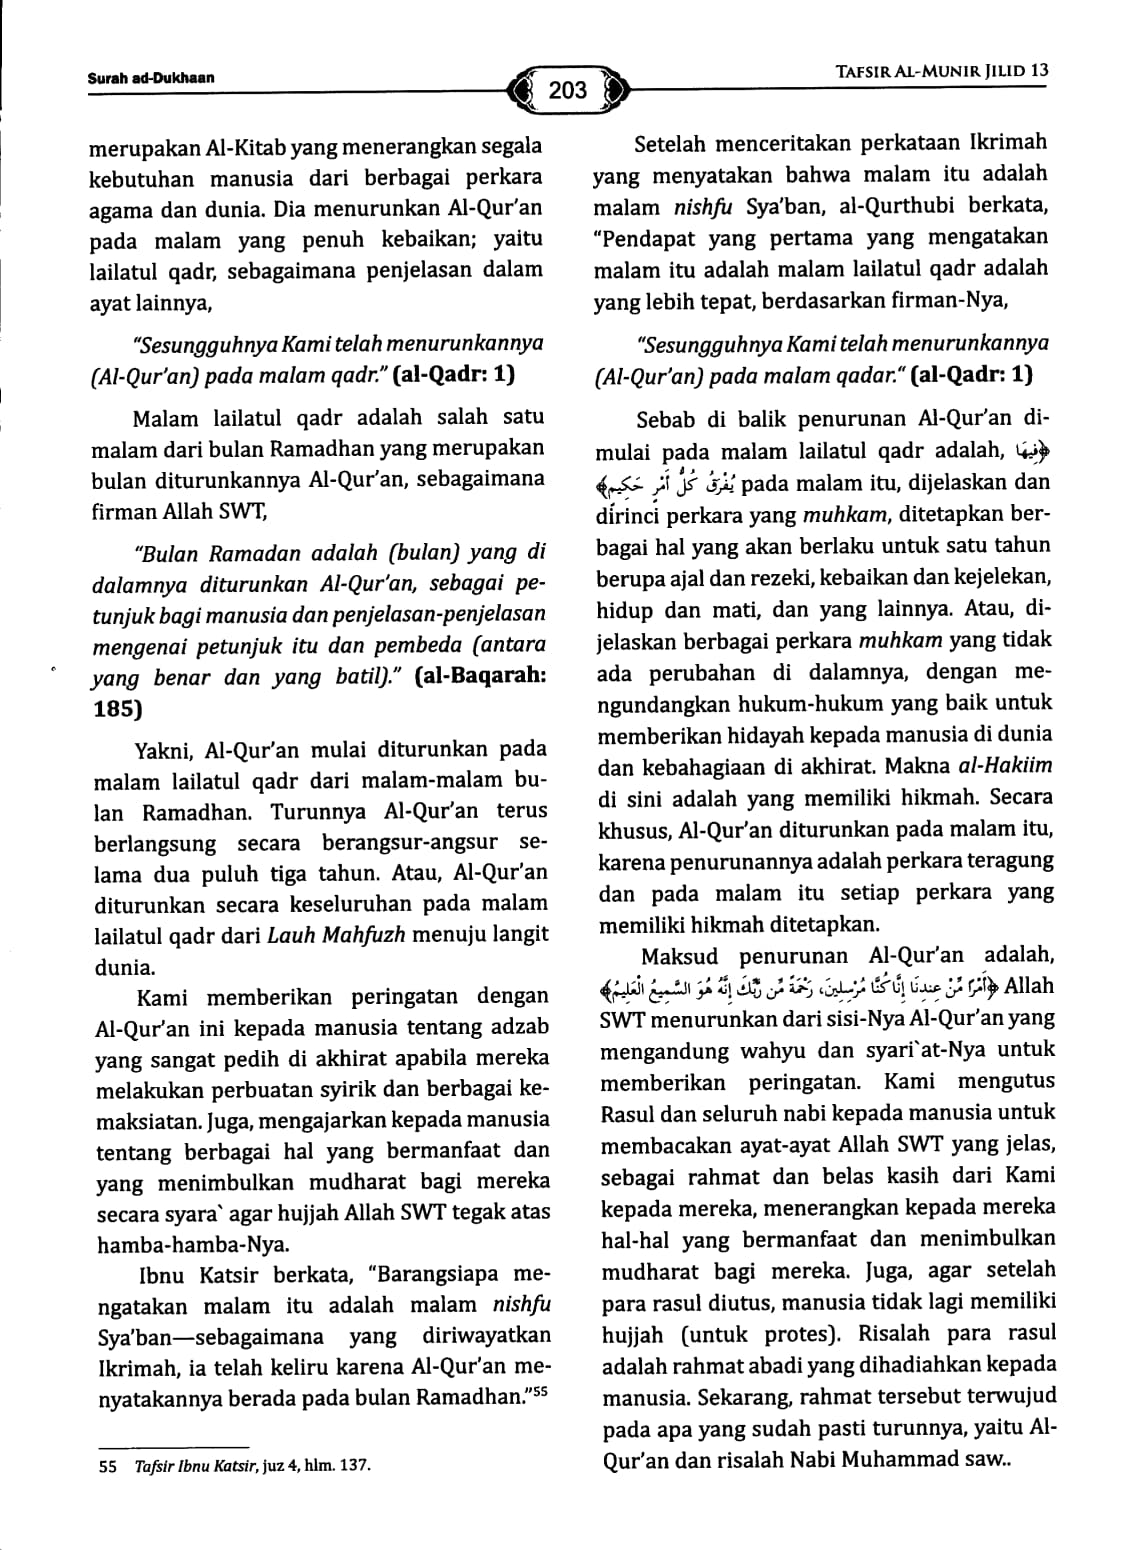 Surah ad-Dukhaan
203
TAFSIR AL-MUNIR JILID 13
merupakan Al-Kitab yang menerangkan segala
kebutuhan manusia dari berbagai perkara
agama dan dunia. Dia menurunkan Al-Qur’an
pada malam yang penuh kebaikan; yaitu
lailatul qadr, sebagaimana penjelasan dalam
ayat lainnya,
“Sesungguhnya Kami telah menurunkannya
(Al-Qur’an) pada malam qadr.” (al-Qadr: 1)
Malam lailatul qadr adalah salah satu
malam dari bulan Ramadhan yang merupakan
bulan diturunkannya Al-Qur’an, sebagaimana
firman Allah SWT,
“Bulan Ramadan adalah (bulan) yang di
dalamnya diturunkan Al-Qur’an, sebagai pe-
tunjuk bagi manusia dan penjelasan-penjelasan
mengenai petunjuk itu dan pembeda (antara
yang benar dan yang batil).” (al-Baqarah:
185)
Yakni, Al-Qur’an mulai diturunkan pada
malam lailatul qadr dari malam-malam bu-
lan Ramadhan. Turunnya Al-Qur’an terus
berlangsung secara berangsur-angsur se-
lama dua puluh tiga tahun. Atau, Al-Qur’an
diturunkan secara keseluruhan pada malam
lailatul qadr dari Lauh Mahfuzh menuju langit
dunia.
Kami memberikan peringatan dengan
Al-Qur’an ini kepada manusia tentang adzab
yang sangat pedih di akhirat apabila mereka
melakukan perbuatan syirik dan berbagai ke-
maksiatan. Juga, mengajarkan kepada manusia
tentang berbagai hal yang bermanfaat dan
yang menimbulkan mudharat bagi mereka
secara syara` agar hujjah Allah SWT tegak atas
hamba-hamba-Nya.
Ibnu Katsir berkata, “Barangsiapa me-
ngatakan malam itu adalah malam nishfu
Sya’ban—sebagaimana yang diriwayatkan
Ikrimah, ia telah keliru karena Al-Qur’an me-
nyatakannya berada pada bulan Ramadhan.”55
55 Tafsir Ibnu Katsir, juz 4, hlm. 137.
Setelah menceritakan perkataan Ikrimah
yang menyatakan bahwa malam itu adalah
malam nishfu Sya’ban, al-Qurthubi berkata,
“Pendapat yang pertama yang mengatakan
malam itu adalah malam lailatul qadr adalah
yang lebih tepat, berdasarkan firman-Nya,
“Sesungguhnya Kami telah menurunkannya
(Al-Qur’an) pada malam qadar.“ (al-Qadr: 1)
Sebab di balik penurunan Al-Qur’an di-
mulai pada malam lailatul qadr adalah, ﴿فِيهَا
يُفْرَقُ كُلُّ أَمْرٍ حَكِيمٍ﴾ pada malam itu, dijelaskan dan
dirinci perkara yang muhkam, ditetapkan ber-
bagai hal yang akan berlaku untuk satu tahun
berupa ajal dan rezeki, kebaikan dan kejelekan,
hidup dan mati, dan yang lainnya. Atau, di-
jelaskan berbagai perkara muhkam yang tidak
ada perubahan di dalamnya, dengan me-
ngundangkan hukum-hukum yang baik untuk
memberikan hidayah kepada manusia di dunia
dan kebahagiaan di akhirat. Makna al-Hakiim
di sini adalah yang memiliki hikmah. Secara
khusus, Al-Qur’an diturunkan pada malam itu,
karena penurunannya adalah perkara teragung
dan pada malam itu setiap perkara yang
memiliki hikmah ditetapkan.
Maksud penurunan Al-Qur’an adalah,
﴿أَمْرًا مِّنْ عِندِنَا إِنَّا كُنَّا مُرْسِلِينَ، رَحْمَةً مِّن رَّبِّكَ إِنَّهُ هُوَ السَّمِيعُ الْعَلِيمُ﴾ Allah
SWT menurunkan dari sisi-Nya Al-Qur’an yang
mengandung wahyu dan syari`at-Nya untuk
memberikan peringatan. Kami mengutus
Rasul dan seluruh nabi kepada manusia untuk
membacakan ayat-ayat Allah SWT yang jelas,
sebagai rahmat dan belas kasih dari Kami
kepada mereka, menerangkan kepada mereka
hal-hal yang bermanfaat dan menimbulkan
mudharat bagi mereka. Juga, agar setelah
para rasul diutus, manusia tidak lagi memiliki
hujjah (untuk protes). Risalah para rasul
adalah rahmat abadi yang dihadiahkan kepada
manusia. Sekarang, rahmat tersebut terwujud
pada apa yang sudah pasti turunnya, yaitu Al-
Qur’an dan risalah Nabi Muhammad saw..